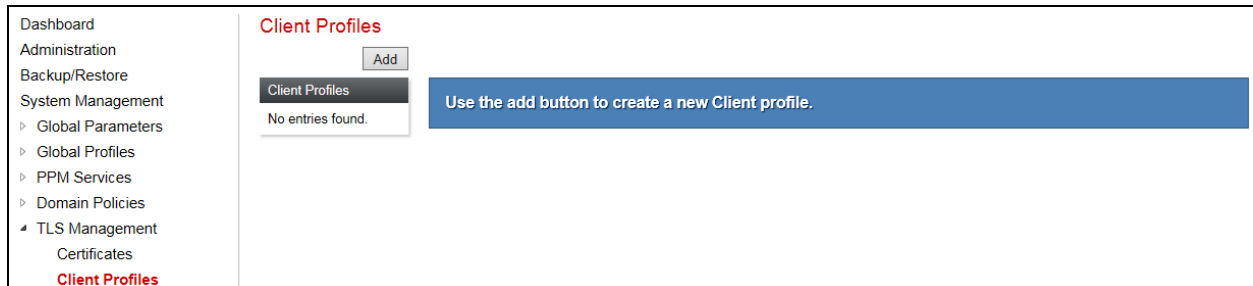 Dashboard
Administration
Backup/Restore
System Management
Global Parameters
Global Profiles
PPM Services
Domain Policies
TLS Management
Certificates
Client Profiles
Client Profiles
Add
Client Profiles
No entries found.
Use the add button to create a new Client profile.